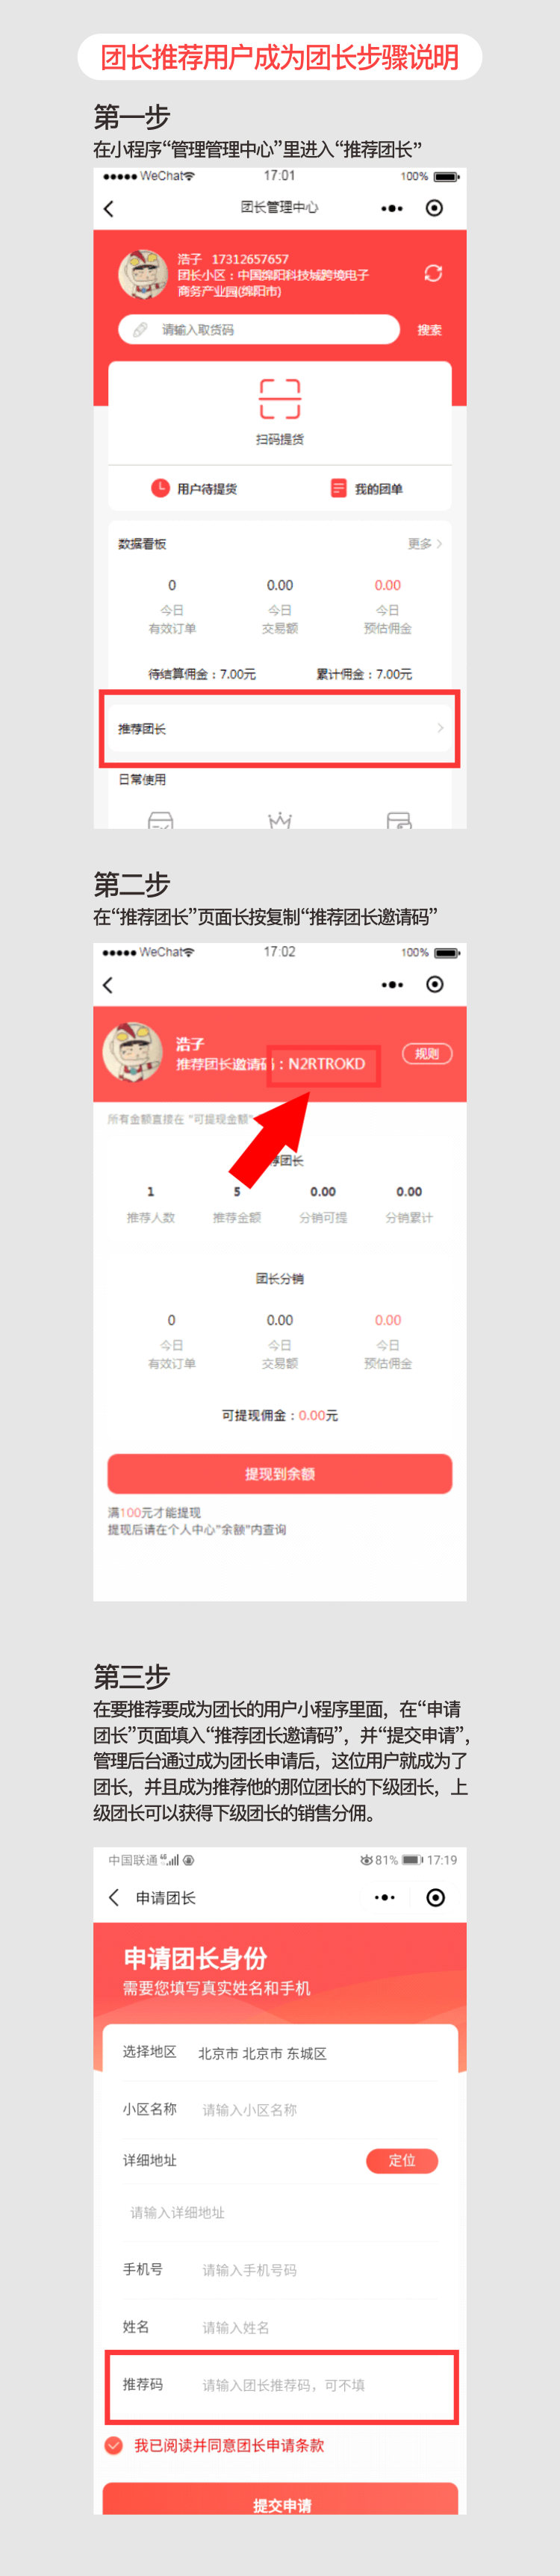 团长推荐用户成为团长步骤说明
第一步
在小程序“管理管理中心”里进入“推荐团长”
WeChat 17:01 100%
团长管理中心
浩子 17312657657
团长小区：中国绵阳科技城跨境电子
商务产业园(绵阳市)
请输入取货码 搜索
扫码提货
用户待提货 我的团单
数据看板 更多
0 0.00 0.00
今日 今日 今日
有效订单 交易额 预估佣金
待结算佣金：7.00元 累计佣金：7.00元
推荐团长
日常使用
第二步
在“推荐团长”页面长按复制“推荐团长邀请码”
WeChat 17:02 100%
浩子
推荐团长邀请码：N2RTROKD 规则
所有金额直接在 “可提现金额”
团长
1 5 0.00 0.00
推荐人数 推荐金额 分销可提 分销累计
团长分销
0 0.00 0.00
今日 今日 今日
有效订单 交易额 预估佣金
可提现佣金：0.00元
提现到余额
满100元才能提现
提现后请在个人中心"余额"内查询
第三步
在要推荐要成为团长的用户小程序里面，在“申请
团长”页面填入“推荐团长邀请码”，并“提交申请”，
管理后台通过成为团长申请后，这位用户就成为了
团长，并且成为推荐他的那位团长的下级团长，上
级团长可以获得下级团长的销售分佣。
中国联通 81% 17:19
申请团长
申请团长身份
需要您填写真实姓名和手机
选择地区 北京市 北京市 东城区
小区名称 请输入小区名称
详细地址 定位
请输入详细地址
手机号 请输入手机号码
姓名 请输入姓名
推荐码 请输入团长推荐码，可不填
我已阅读并同意团长申请条款
提交申请